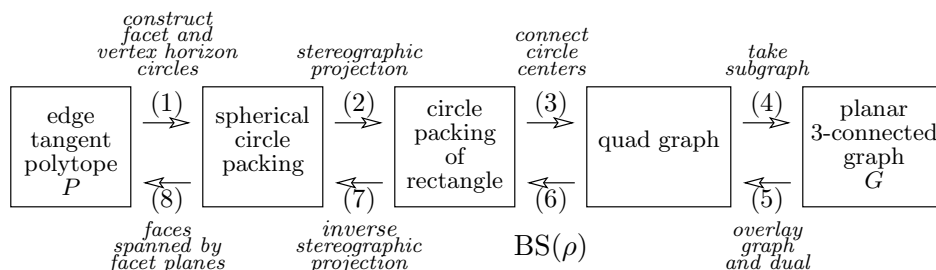 construct
facet and
vertex horizon
circles
stereographic
projection
connect
circle
centers
take
subgraph
(1)
(2)
(3)
(4)
edge
tangent
polytope
P
spherical
circle
packing
circle
packing
of
rectangle
quad graph
planar
3-connected
graph
G
(8)
(7)
(6)
(5)
faces
spanned by
facet planes
inverse
stereographic
projection
BS(ρ)
overlay
graph
and dual